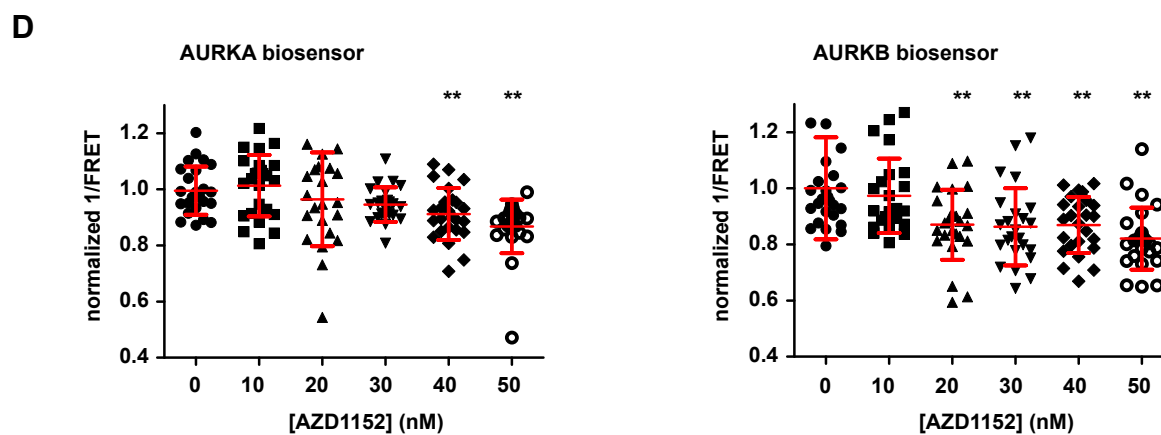 D
AURKA biosensor
** **
normalized 1/FRET
1.2
1.0
0.8
0.6
0.4
0 10 20 30 40 50
[AZD1152] (nM)
AURKB biosensor
** ** ** **
normalized 1/FRET
1.2
1.0
0.8
0.6
0.4
0 10 20 30 40 50
[AZD1152] (nM)